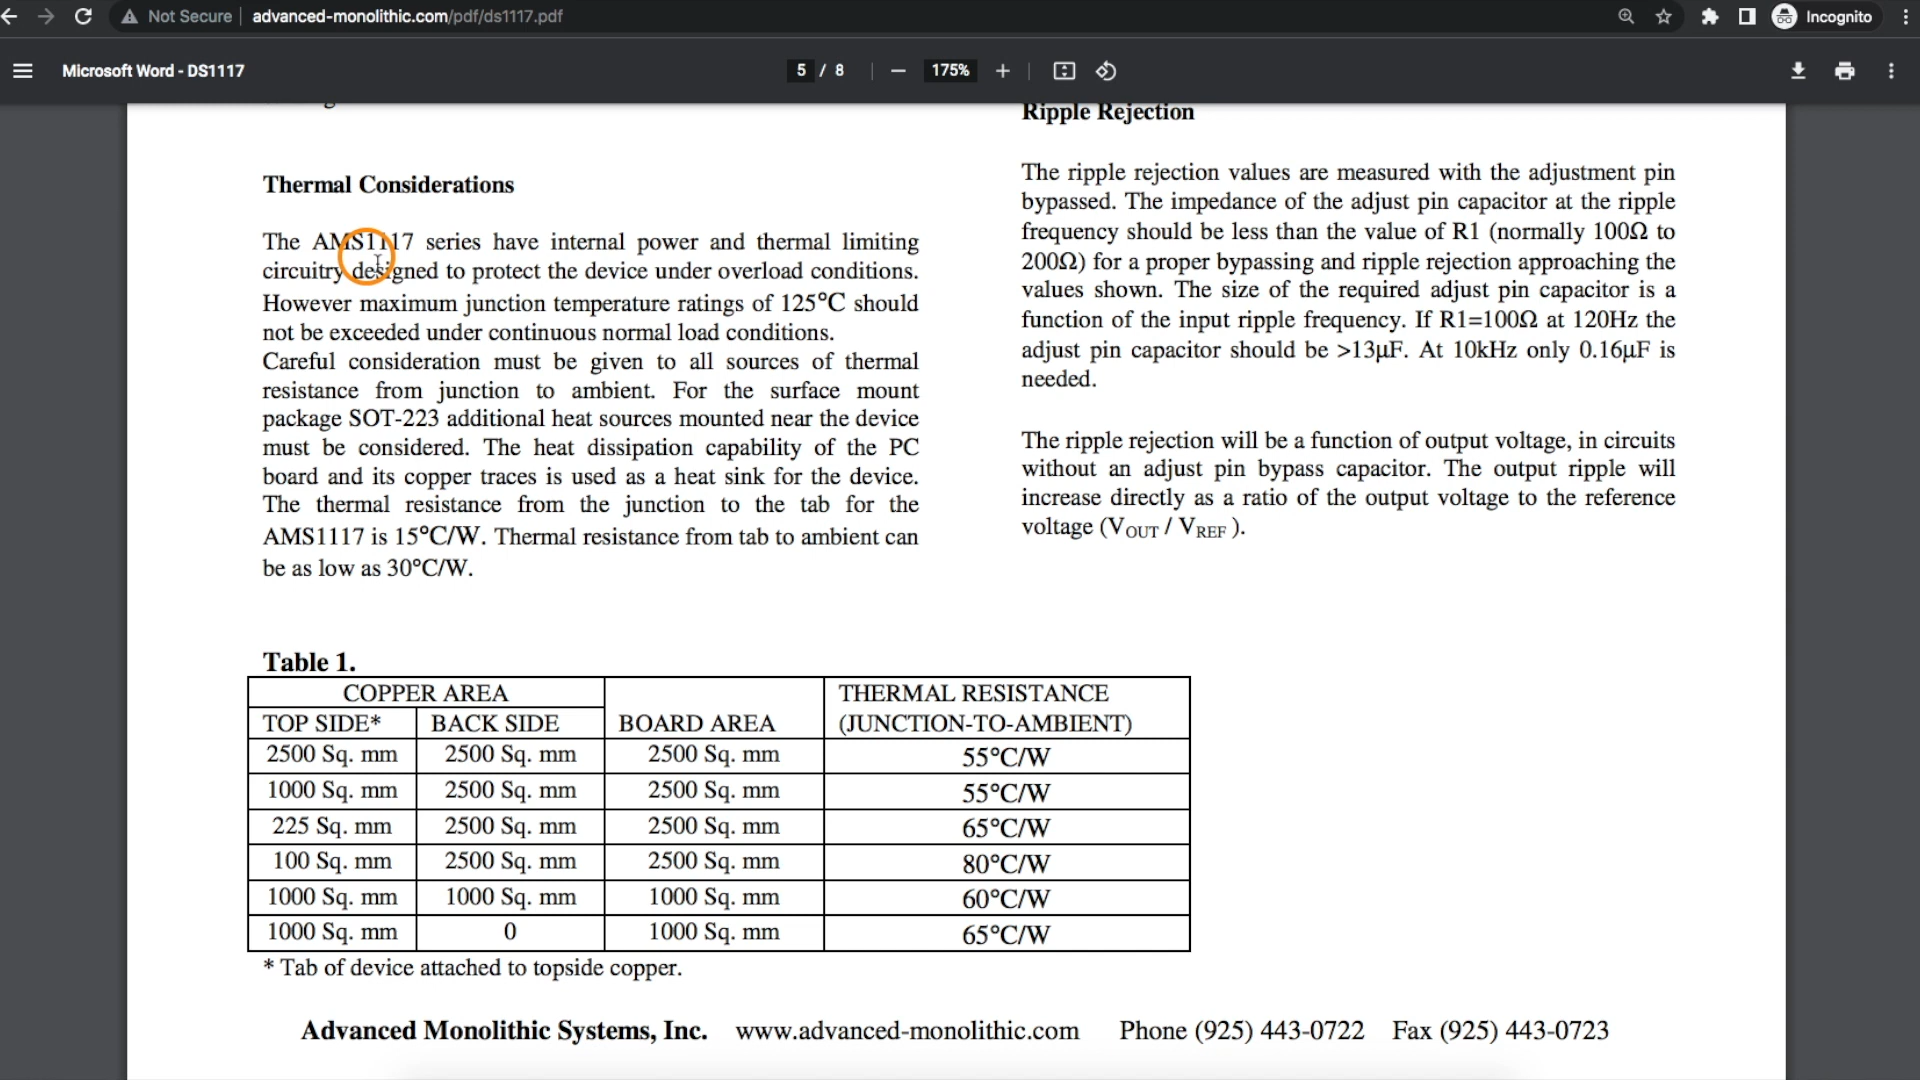 Not Secure | advanced-monolithic.com/pdf/ds1117.pdf
Incognito
Microsoft Word - DS1117
5 / 8
175%
Thermal Considerations
The AMS1117 series have internal power and thermal limiting
circuitry designed to protect the device under overload conditions.
However maximum junction temperature ratings of 125°C should
not be exceeded under continuous normal load conditions.
Careful consideration must be given to all sources of thermal
resistance from junction to ambient. For the surface mount
package SOT-223 additional heat sources mounted near the device
must be considered. The heat dissipation capability of the PC
board and its copper traces is used as a heat sink for the device.
The thermal resistance from the junction to the tab for the
AMS1117 is 15°C/W. Thermal resistance from tab to ambient can
be as low as 30°C/W.
Ripple Rejection
The ripple rejection values are measured with the adjustment pin
bypassed. The impedance of the adjust pin capacitor at the ripple
frequency should be less than the value of R1 (normally 100Ω to
200Ω) for a proper bypassing and ripple rejection approaching the
values shown. The size of the required adjust pin capacitor is a
function of the input ripple frequency. If R1=100Ω at 120Hz the
adjust pin capacitor should be >13µF. At 10kHz only 0.16µF is
needed.
The ripple rejection will be a function of output voltage, in circuits
without an adjust pin bypass capacitor. The output ripple will
increase directly as a ratio of the output voltage to the reference
voltage (VOUT / VREF ).
Table 1.
COPPER AREA THERMAL RESISTANCE
TOP SIDE* BACK SIDE BOARD AREA (JUNCTION-TO-AMBIENT)
2500 Sq. mm 2500 Sq. mm 2500 Sq. mm 55°C/W
1000 Sq. mm 2500 Sq. mm 2500 Sq. mm 55°C/W
225 Sq. mm 2500 Sq. mm 2500 Sq. mm 65°C/W
100 Sq. mm 2500 Sq. mm 2500 Sq. mm 80°C/W
1000 Sq. mm 1000 Sq. mm 1000 Sq. mm 60°C/W
1000 Sq. mm 0 1000 Sq. mm 65°C/W
* Tab of device attached to topside copper.
Advanced Monolithic Systems, Inc. www.advanced-monolithic.com Phone (925) 443-0722 Fax (925) 443-0723